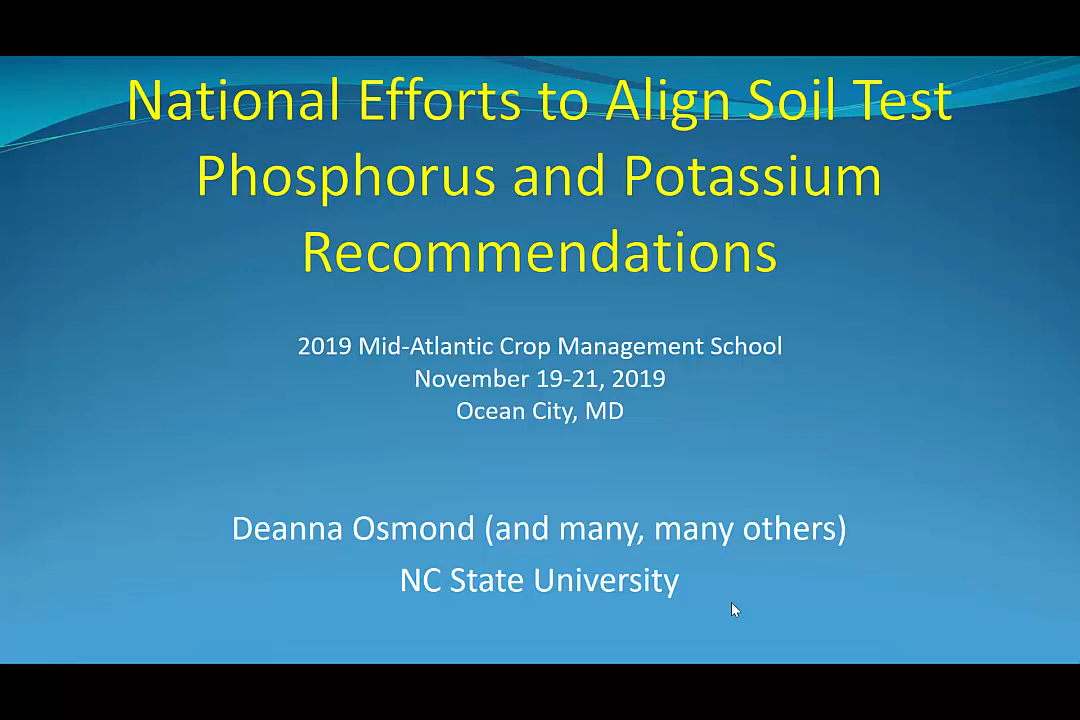 National Efforts to Align Soil Test
Phosphorus and Potassium
Recommendations
2019 Mid-Atlantic Crop Management School
November 19-21, 2019
Ocean City, MD
Deanna Osmond (and many, many others)
NC State University